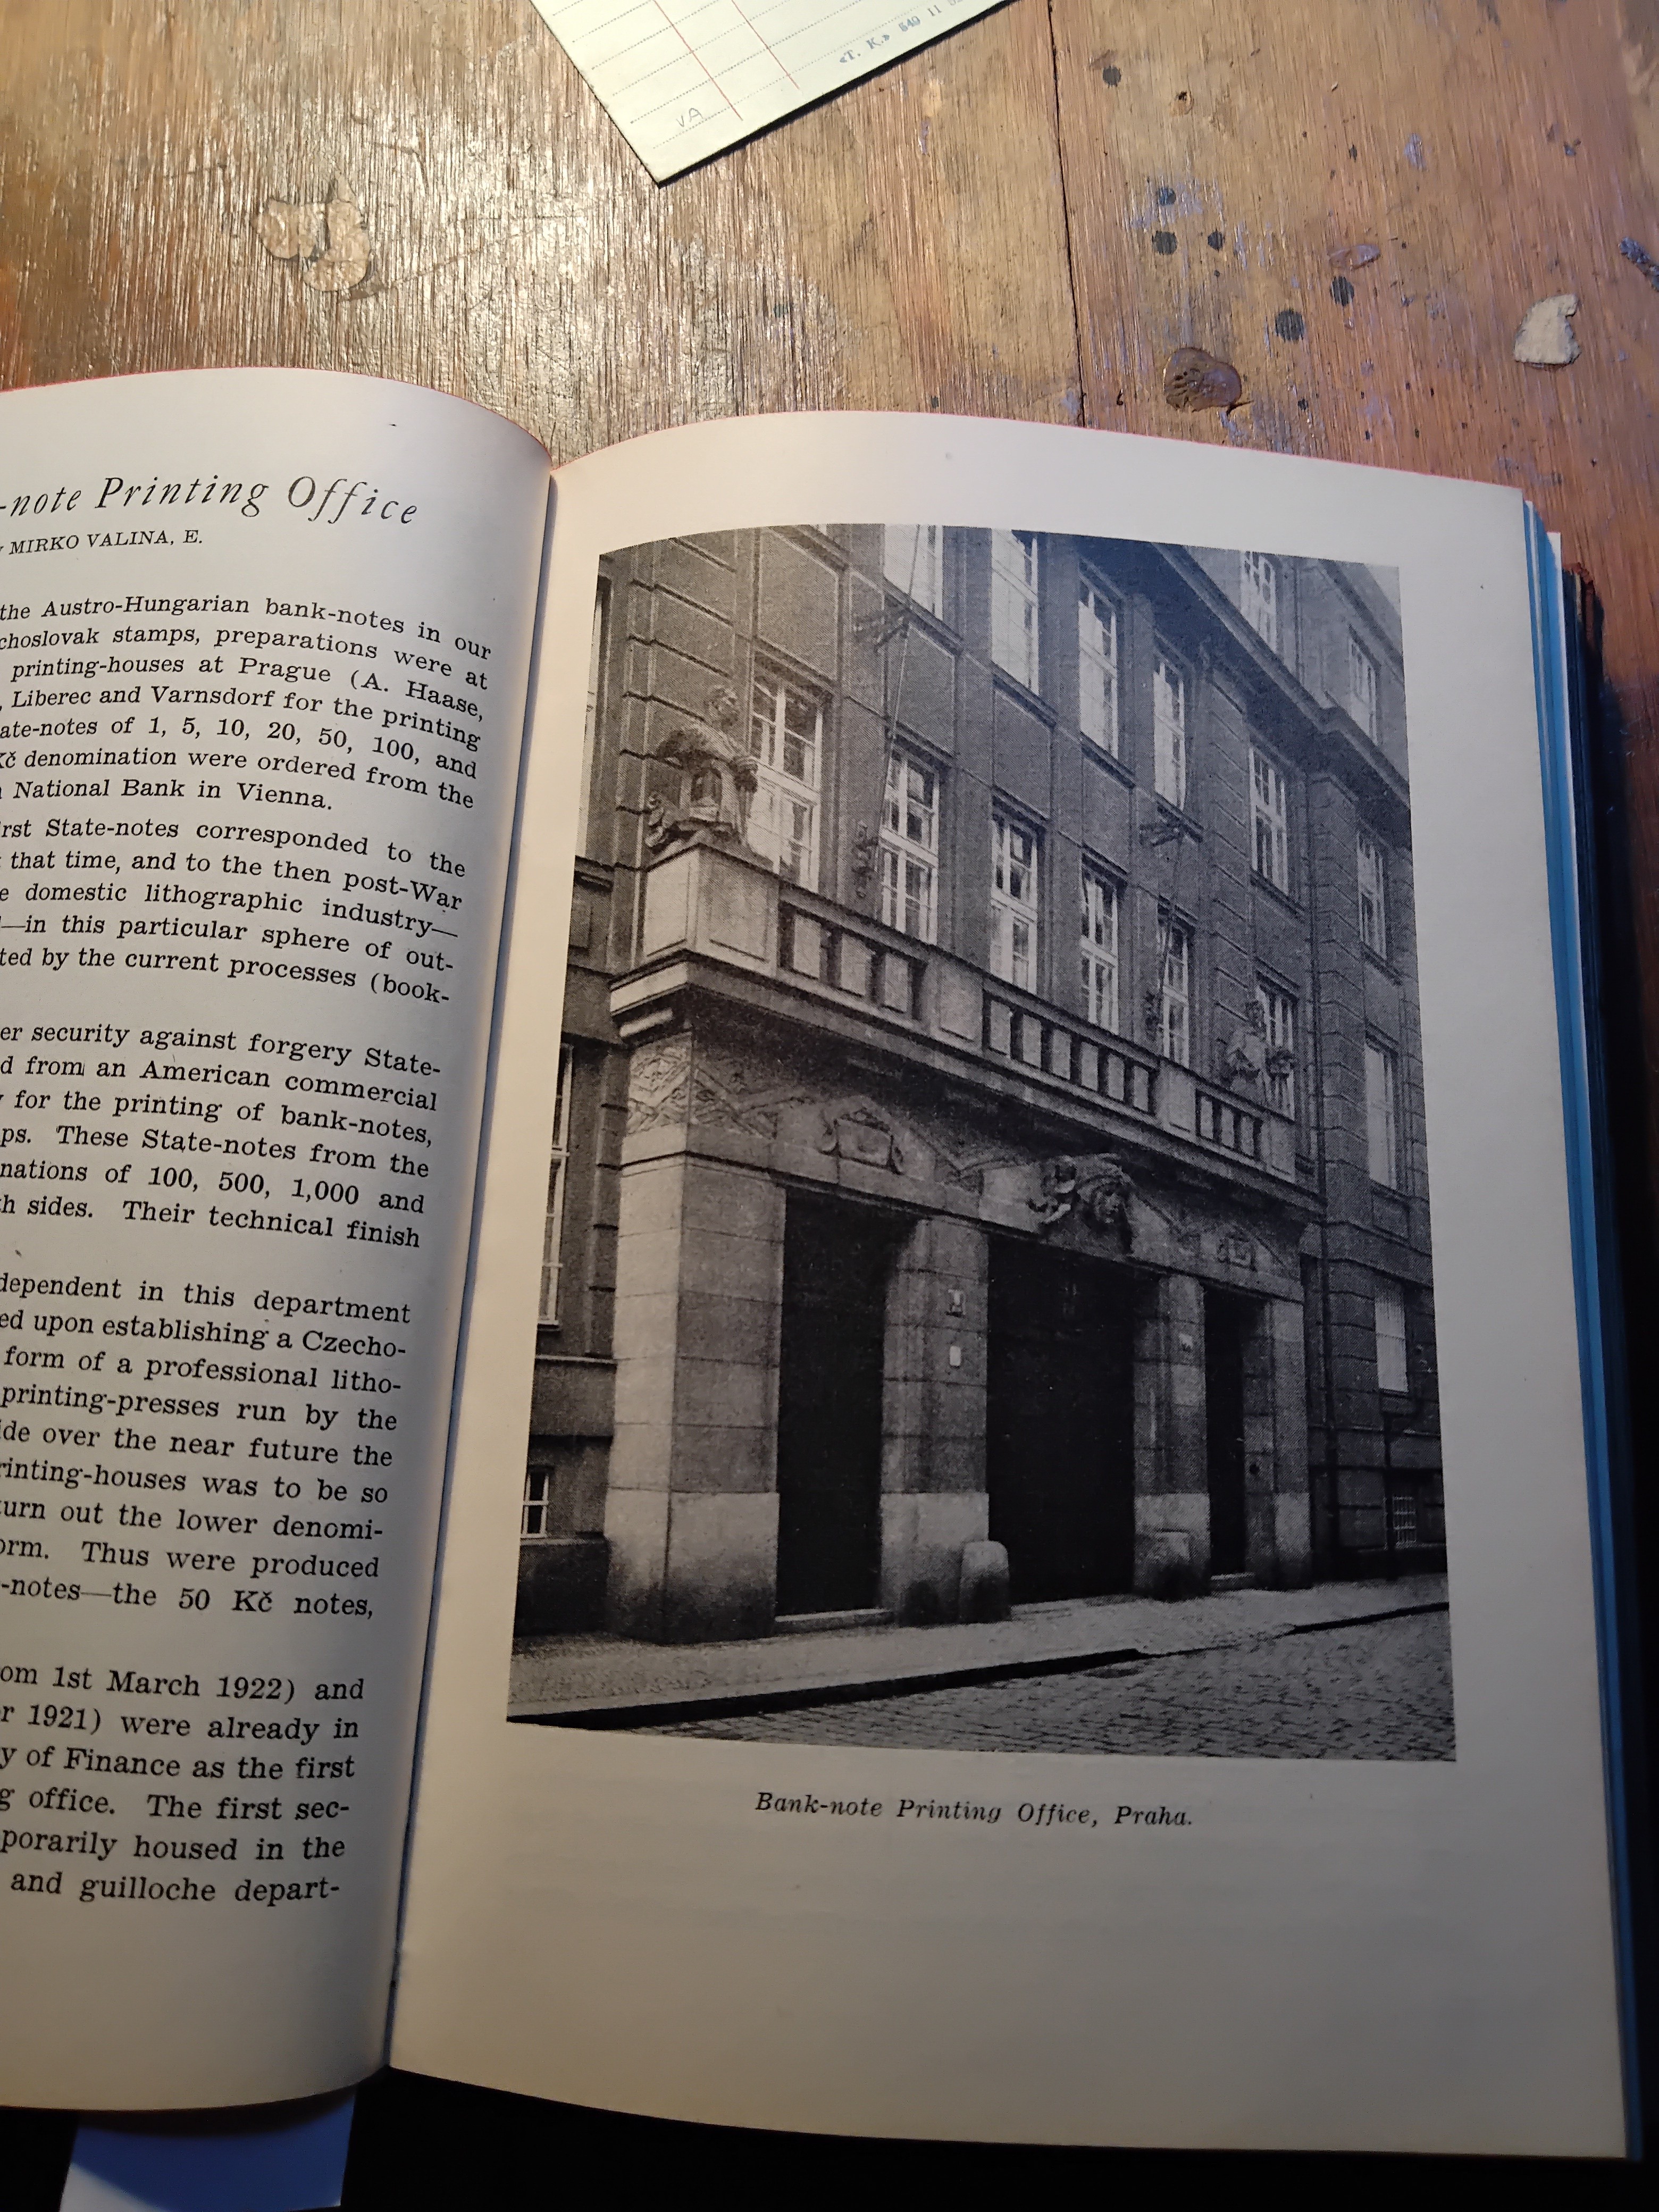 «T. K.» 540 11
VA
-note Printing Office
MIRKO VALINA, E.
the Austro-Hungarian bank-notes in our
choslovak stamps, preparations were at
printing-houses at Prague (A. Haase,
, Liberec and Varnsdorf for the printing
ate-notes of 1, 5, 10, 20, 50, 100, and
Kč denomination were ordered from the
National Bank in Vienna.
rst State-notes corresponded to the
that time, and to the then post-War
e domestic lithographic industry—
—in this particular sphere of out-
ted by the current processes (book-
er security against forgery State-
d from an American commercial
for the printing of bank-notes,
ps. These State-notes from the
nations of 100, 500, 1,000 and
h sides. Their technical finish
dependent in this department
ed upon establishing a Czecho-
form of a professional litho-
printing-presses run by the
ide over the near future the
rinting-houses was to be so
turn out the lower denomi-
orm. Thus were produced
-notes—the 50 Kč notes,
om 1st March 1922) and
r 1921) were already in
y of Finance as the first
g office. The first sec-
porarily housed in the
and guilloche depart-
Bank-note Printing Office, Praha.